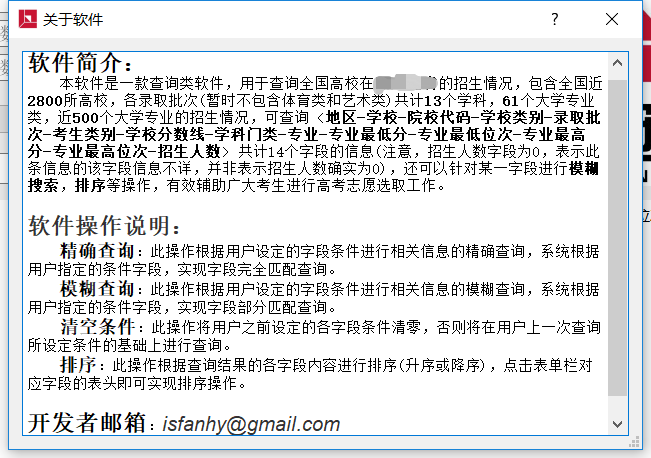 关于软件
?
软件简介：
本软件是一款查询类软件，用于查询全国高校在
的招生情况，包含全国近
2800所高校，各录取批次(暂时不包含体育类和艺术类)共计13个学科，61个大学专业
类，近500个大学专业的招生情况，可查询〈地区-学校-院校代码-学校类别-录取批
次-考生类别-学校分数线-学科门类-专业-专业最低分-专业最低位次-专业最高
分-专业最高位次-招生人数〉共计14个字段的信息(注意，招生人数字段为0，表示此
条信息的该字段信息不详，并非表示招生人数确实为0)，还可以针对某一字段进行模糊
搜索，排序等操作，有效辅助广大考生进行高考志愿选取工作。
软件操作说明：
精确查询：此操作根据用户设定的字段条件进行相关信息的精确查询，系统根据
用户指定的条件字段，实现字段完全匹配查询。
模糊查询：此操作根据用户设定的字段条件进行相关信息的模糊查询，系统根据
用户指定的条件字段，实现字段部分匹配查询。
清空条件：此操作将用户之前设定的各字段条件清零，否则将在用户上一次查询
所设定条件的基础上进行查询。
排序：此操作根据查询结果的各字段内容进行排序(升序或降序)，点击表单栏对
应字段的表头即可实现排序操作。
开发者邮箱：isfanhy@gmail.com